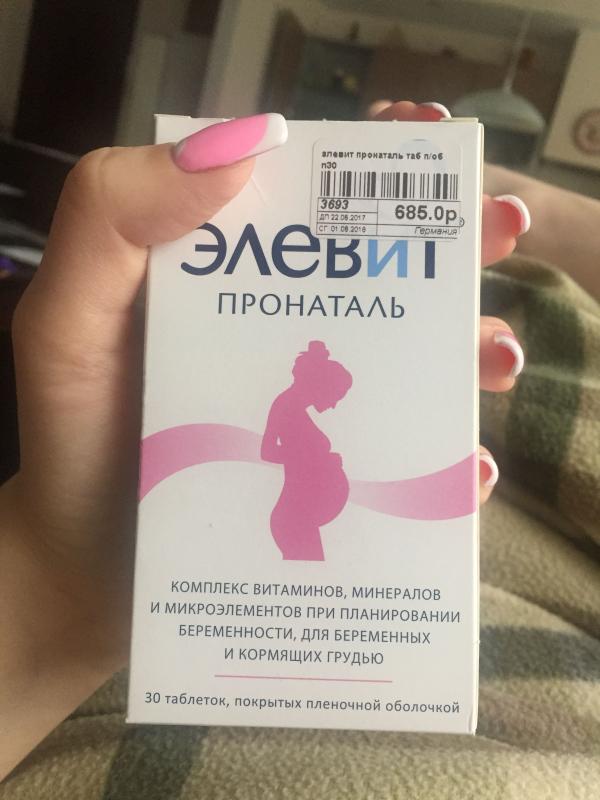 элевит пронаталь таб п/об
п30
3693
685.0р
ДП 22.06.2017
СГ 01.08.2018
Германия
элевит
ПРОНАТАЛЬ
КОМПЛЕКС ВИТАМИНОВ, МИНЕРАЛОВ
И МИКРОЭЛЕМЕНТОВ ПРИ ПЛАНИРОВАНИИ
БЕРЕМЕННОСТИ, ДЛЯ БЕРЕМЕННЫХ
И КОРМЯЩИХ ГРУДЬЮ
30 таблеток, покрытых пленочной оболочкой